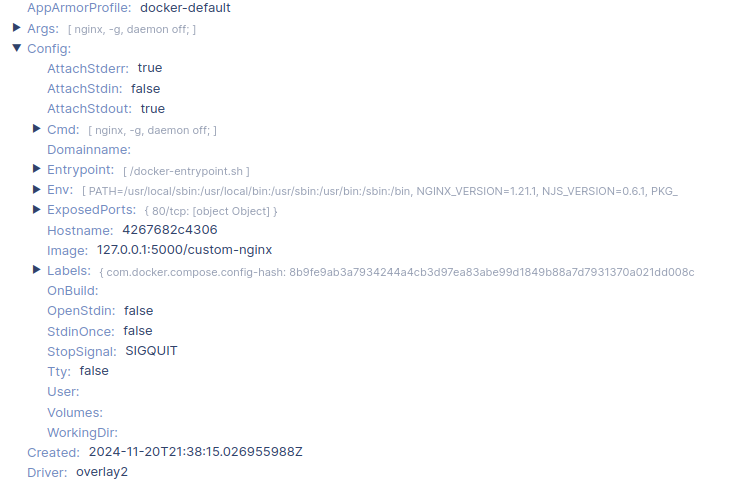 AppArmorProfile: docker-default
Args: [ nginx, -g, daemon off; ]
Config:
AttachStderr: true
AttachStdin: false
AttachStdout: true
Cmd: [ nginx, -g, daemon off; ]
Domainname:
Entrypoint: [ /docker-entrypoint.sh ]
Env: [ PATH=/usr/local/sbin:/usr/local/bin:/usr/sbin:/usr/bin:/sbin:/bin, NGINX_VERSION=1.21.1, NJS_VERSION=0.6.1, PKG_
ExposedPorts: { 80/tcp: [object Object] }
Hostname: 4267682c4306
Image: 127.0.0.1:5000/custom-nginx
Labels: { com.docker.compose.config-hash: 8b9fe9ab3a7934244a4cb3d97ea83abe99d1849b88a7d7931370a021dd008c
OnBuild:
OpenStdin: false
StdinOnce: false
StopSignal: SIGQUIT
Tty: false
User:
Volumes:
WorkingDir:
Created: 2024-11-20T21:38:15.026955988Z
Driver: overlay2